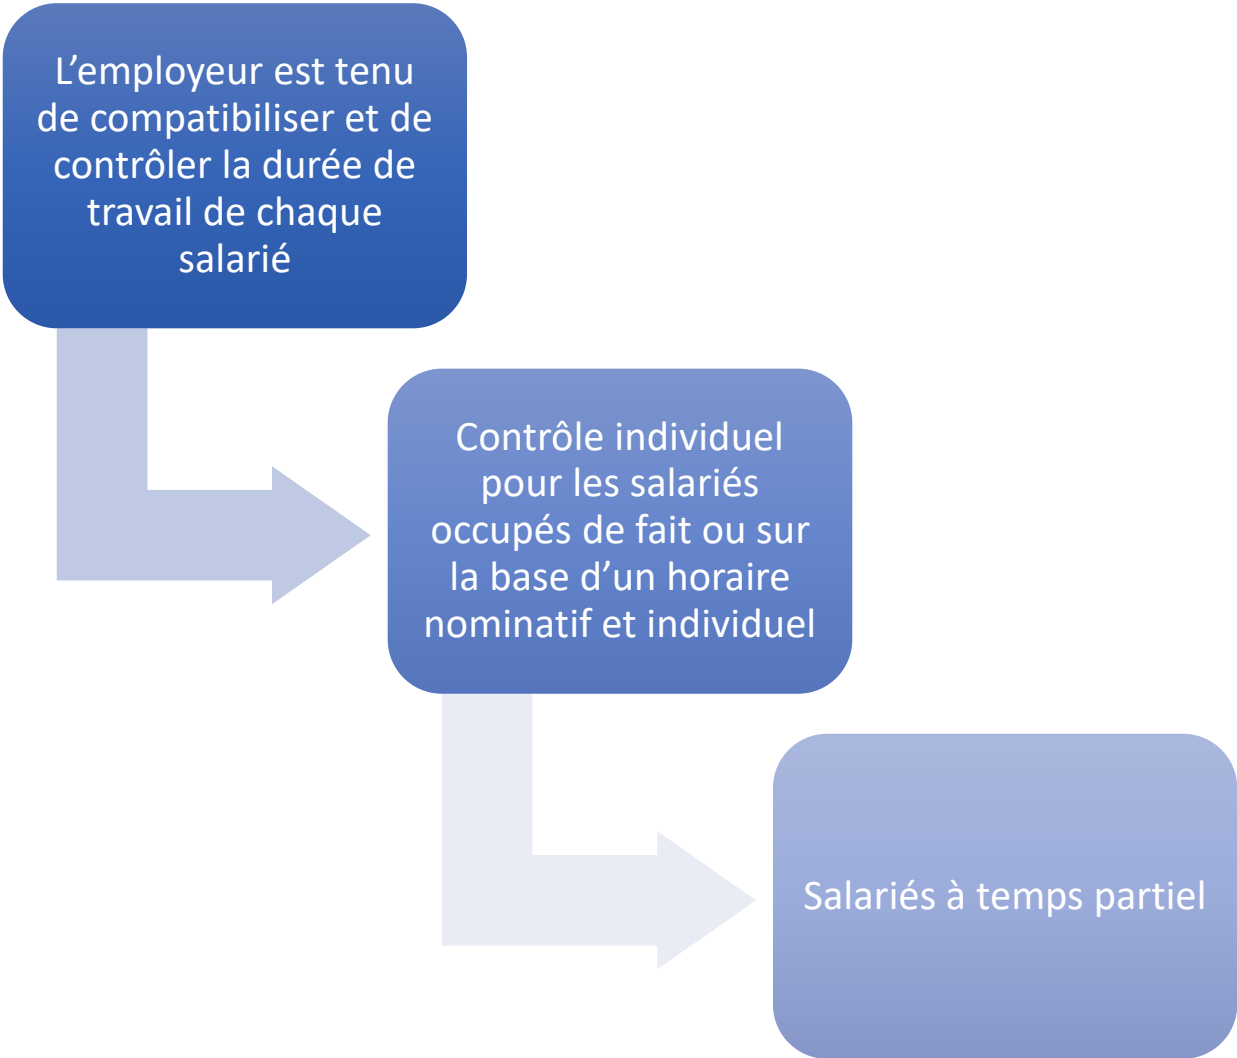 L’employeur est tenu
de compatibiliser et de
contrôler la durée de
travail de chaque
salarié
Contrôle individuel
pour les salariés
occupés de fait ou sur
la base d’un horaire
nominatif et individuel
Salariés à temps partiel